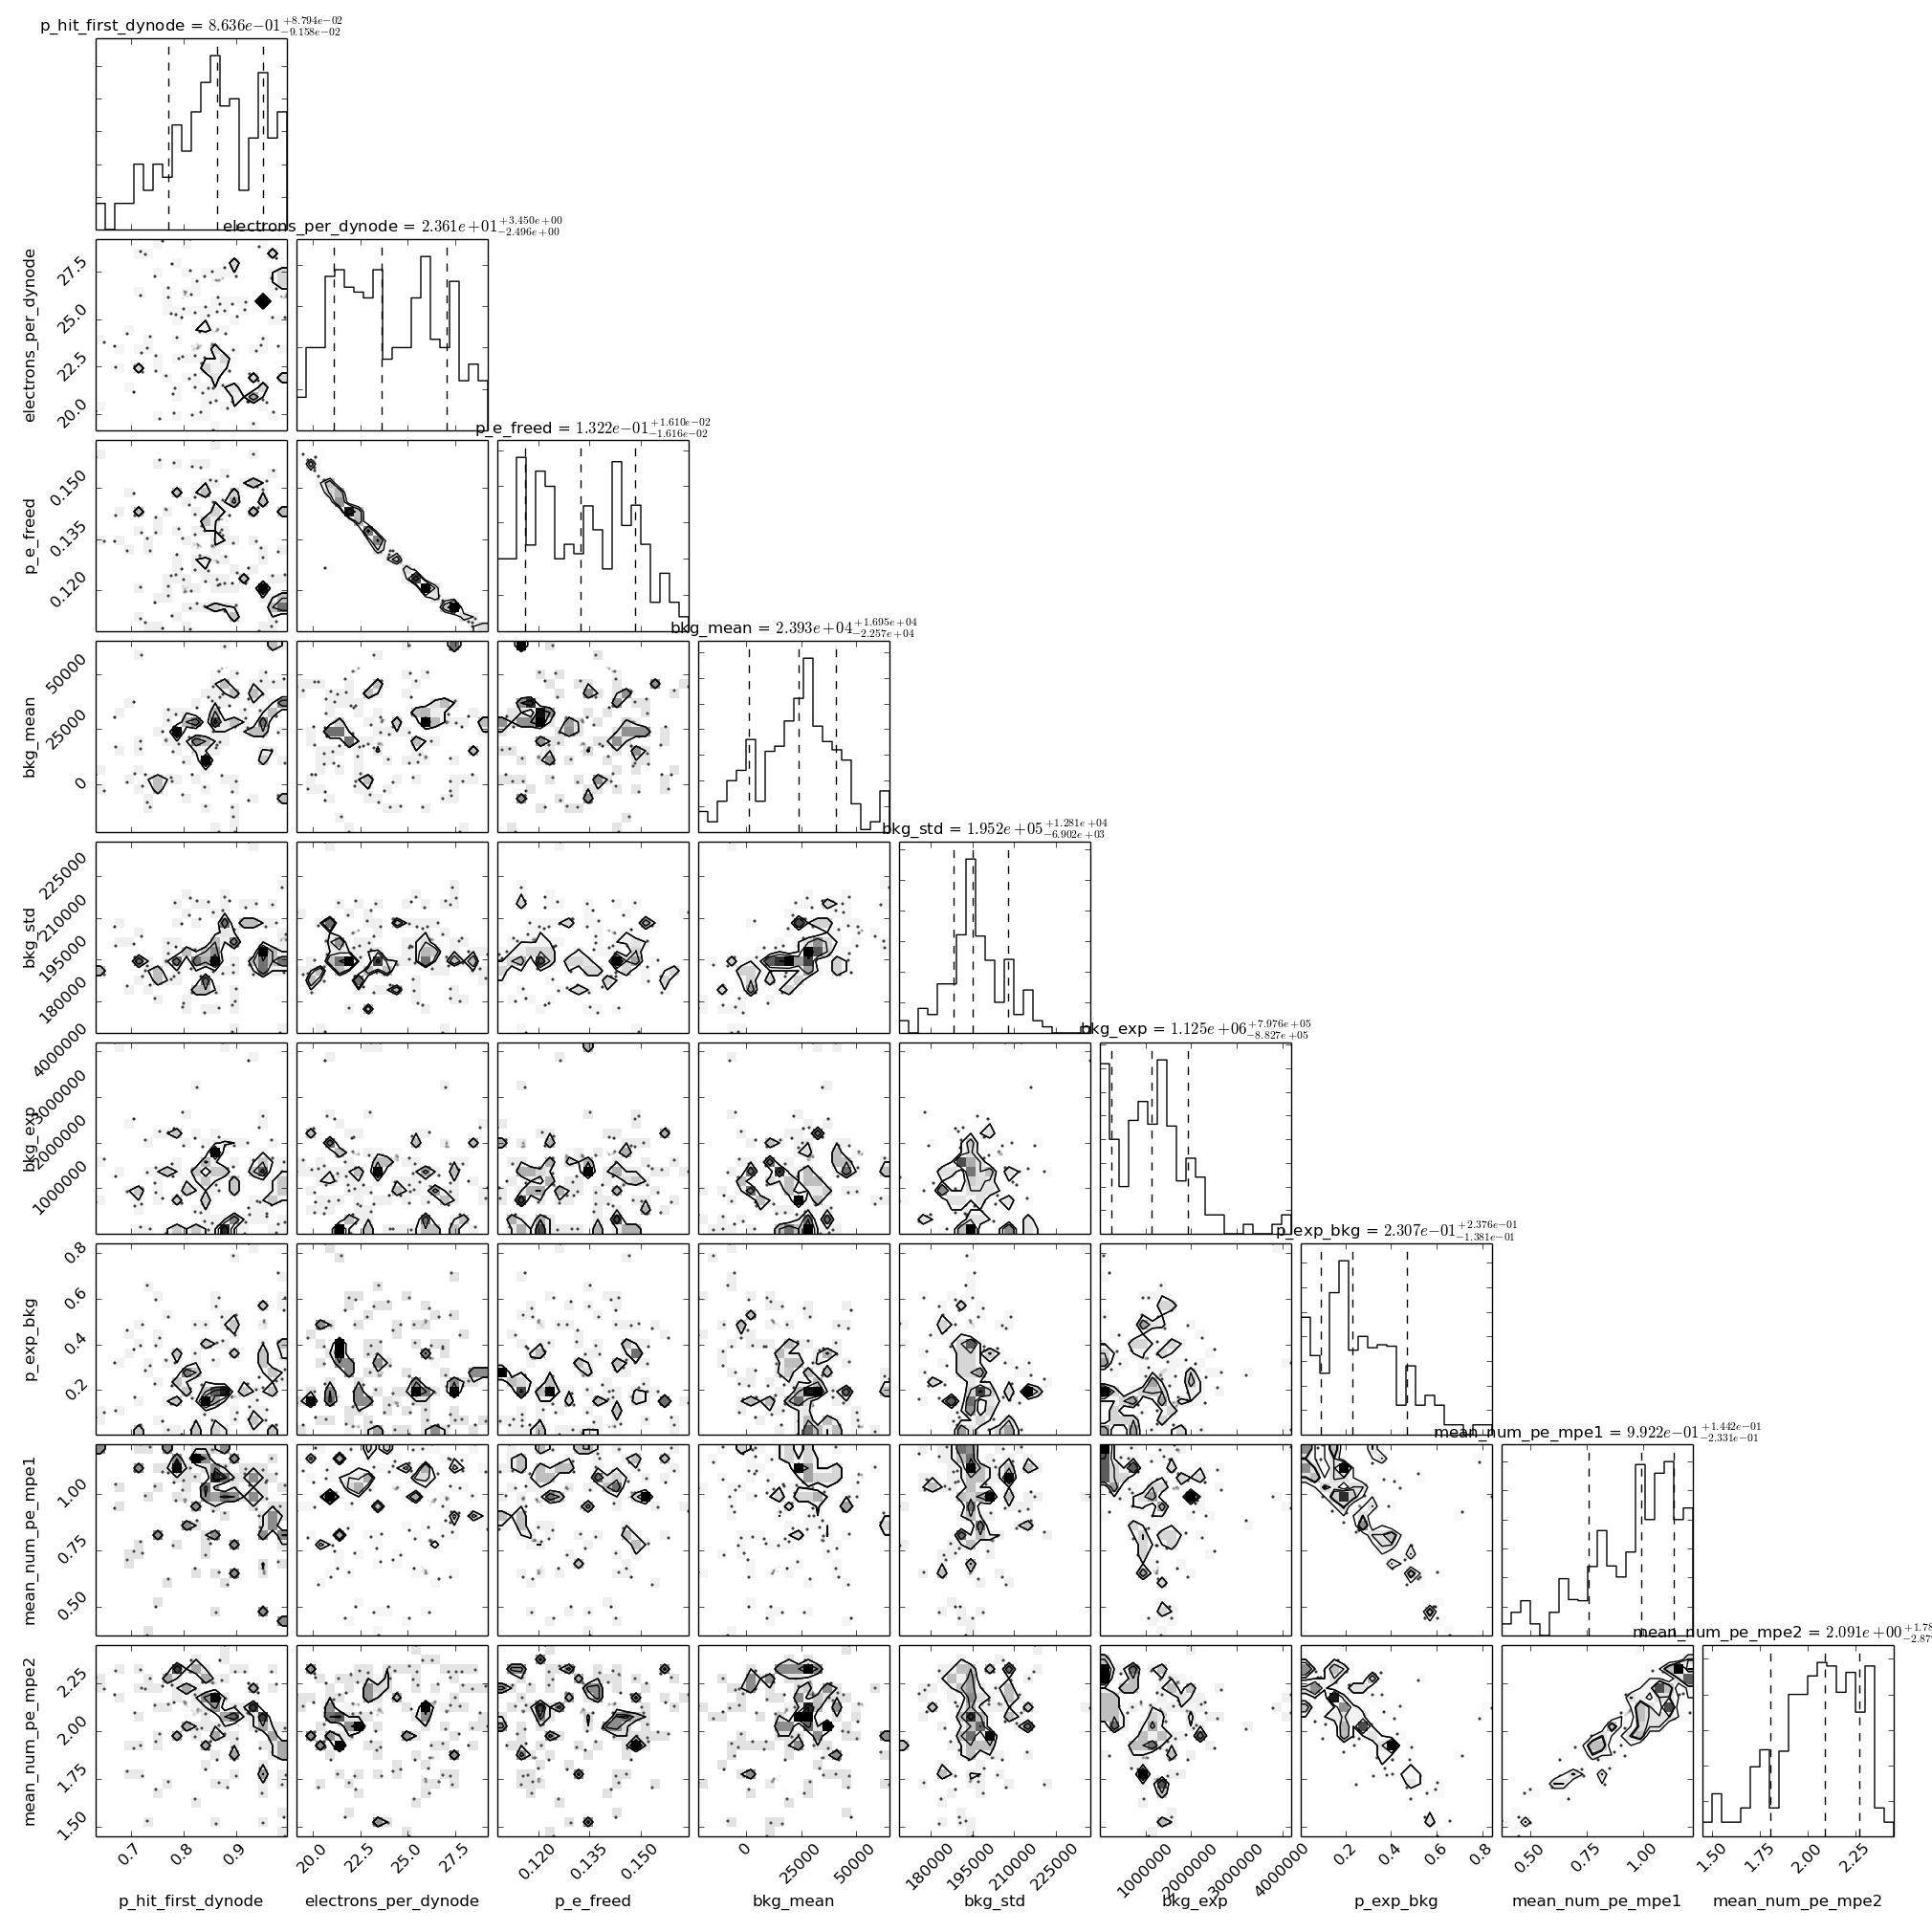 p_hit_first_dynode = 8.636e−01 +8.794e−02 −9.158e−02
electrons_per_dynode = 2.361e+01 +3.450e+00 −2.496e+00
electrons_per_dynode
27.5
25.0
22.5
20.0
p_e_freed = 1.322e−01 +1.610e−02 −1.616e−02
p_e_freed
0.150
0.135
0.120
bkg_mean = 2.393e+04 +1.695e+04 −2.257e+04
bkg_mean
50000
25000
0
bkg_std = 1.952e+05 +1.281e+04 −6.902e+03
bkg_std
225000
210000
195000
180000
bkg_exp = 1.125e+06 +7.976e+05 −8.827e+05
bkg_exp
4000000
3000000
2000000
1000000
p_exp_bkg = 2.307e−01 +2.376e−01 −1.381e−01
p_exp_bkg
0.8
0.6
0.4
0.2
mean_num_pe_mpe1 = 9.922e−01 +1.442e−01 −2.331e−01
mean_num_pe_mpe1
1.00
0.75
0.50
mean_num_pe_mpe2 = 2.091e+00 +1.78 −2.87
mean_num_pe_mpe2
2.25
2.00
1.75
1.50
0.7 0.8 0.9
20.0 22.5 25.0 27.5
0.120 0.135 0.150
0 25000 50000
180000 195000 210000 225000
1000000 2000000 3000000 4000000
0.2 0.4 0.6 0.8
0.50 0.75 1.00
1.50 1.75 2.00 2.25
p_hit_first_dynode electrons_per_dynode p_e_freed bkg_mean bkg_std bkg_exp p_exp_bkg mean_num_pe_mpe1 mean_num_pe_mpe2